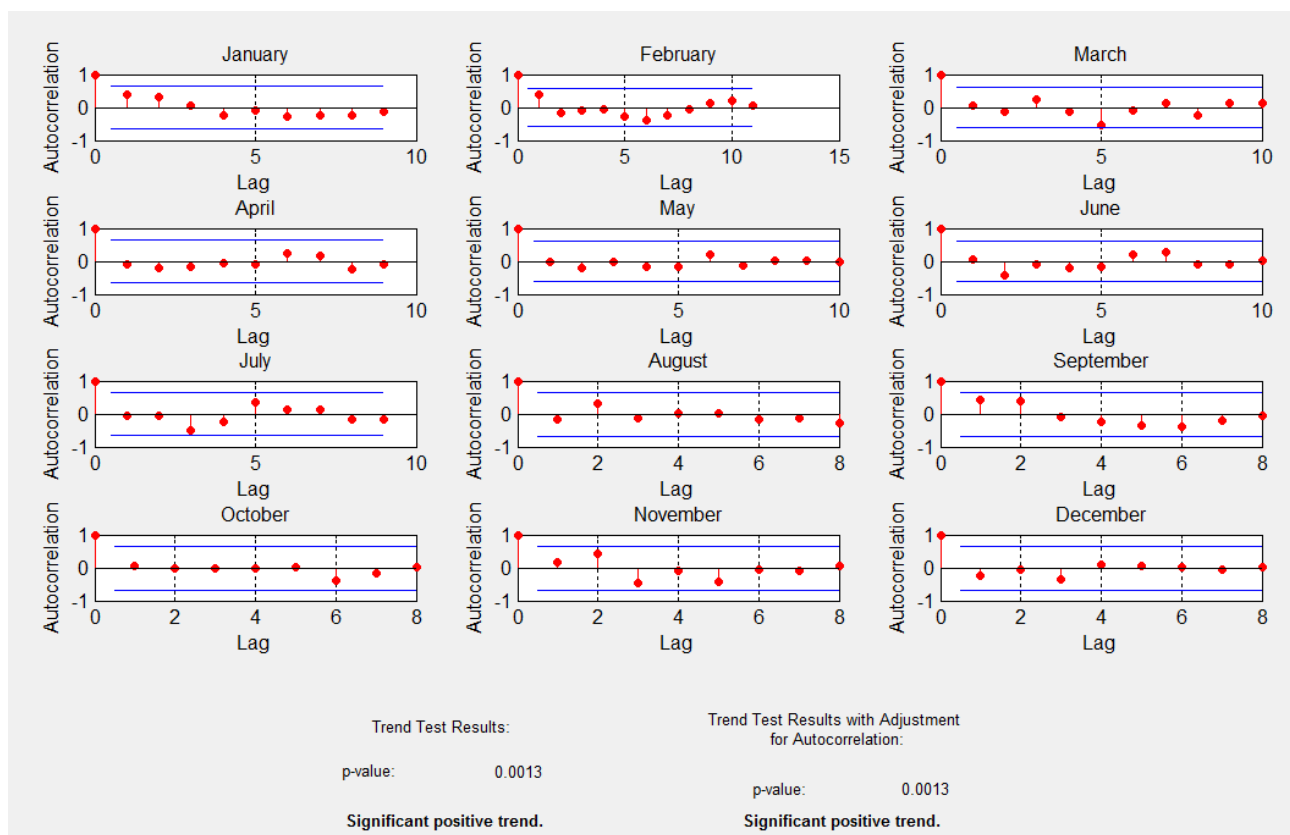 January
February
March
Autocorrelation
1
0
-1
0
5
10
Lag
Autocorrelation
1
0
-1
0
5
10
15
Lag
Autocorrelation
1
0
-1
0
5
10
Lag
April
May
June
Autocorrelation
1
0
-1
0
5
10
Lag
Autocorrelation
1
0
-1
0
5
10
Lag
Autocorrelation
1
0
-1
0
5
10
Lag
July
August
September
Autocorrelation
1
0
-1
0
5
10
Lag
Autocorrelation
1
0
-1
0
2
4
6
8
Lag
Autocorrelation
1
0
-1
0
2
4
6
8
Lag
October
November
December
Autocorrelation
1
0
-1
0
2
4
6
8
Lag
Autocorrelation
1
0
-1
0
2
4
6
8
Lag
Autocorrelation
1
0
-1
0
2
4
6
8
Lag
Trend Test Results:
p-value: 0.0013
Significant positive trend.
Trend Test Results with Adjustment
for Autocorrelation:
p-value: 0.0013
Significant positive trend.